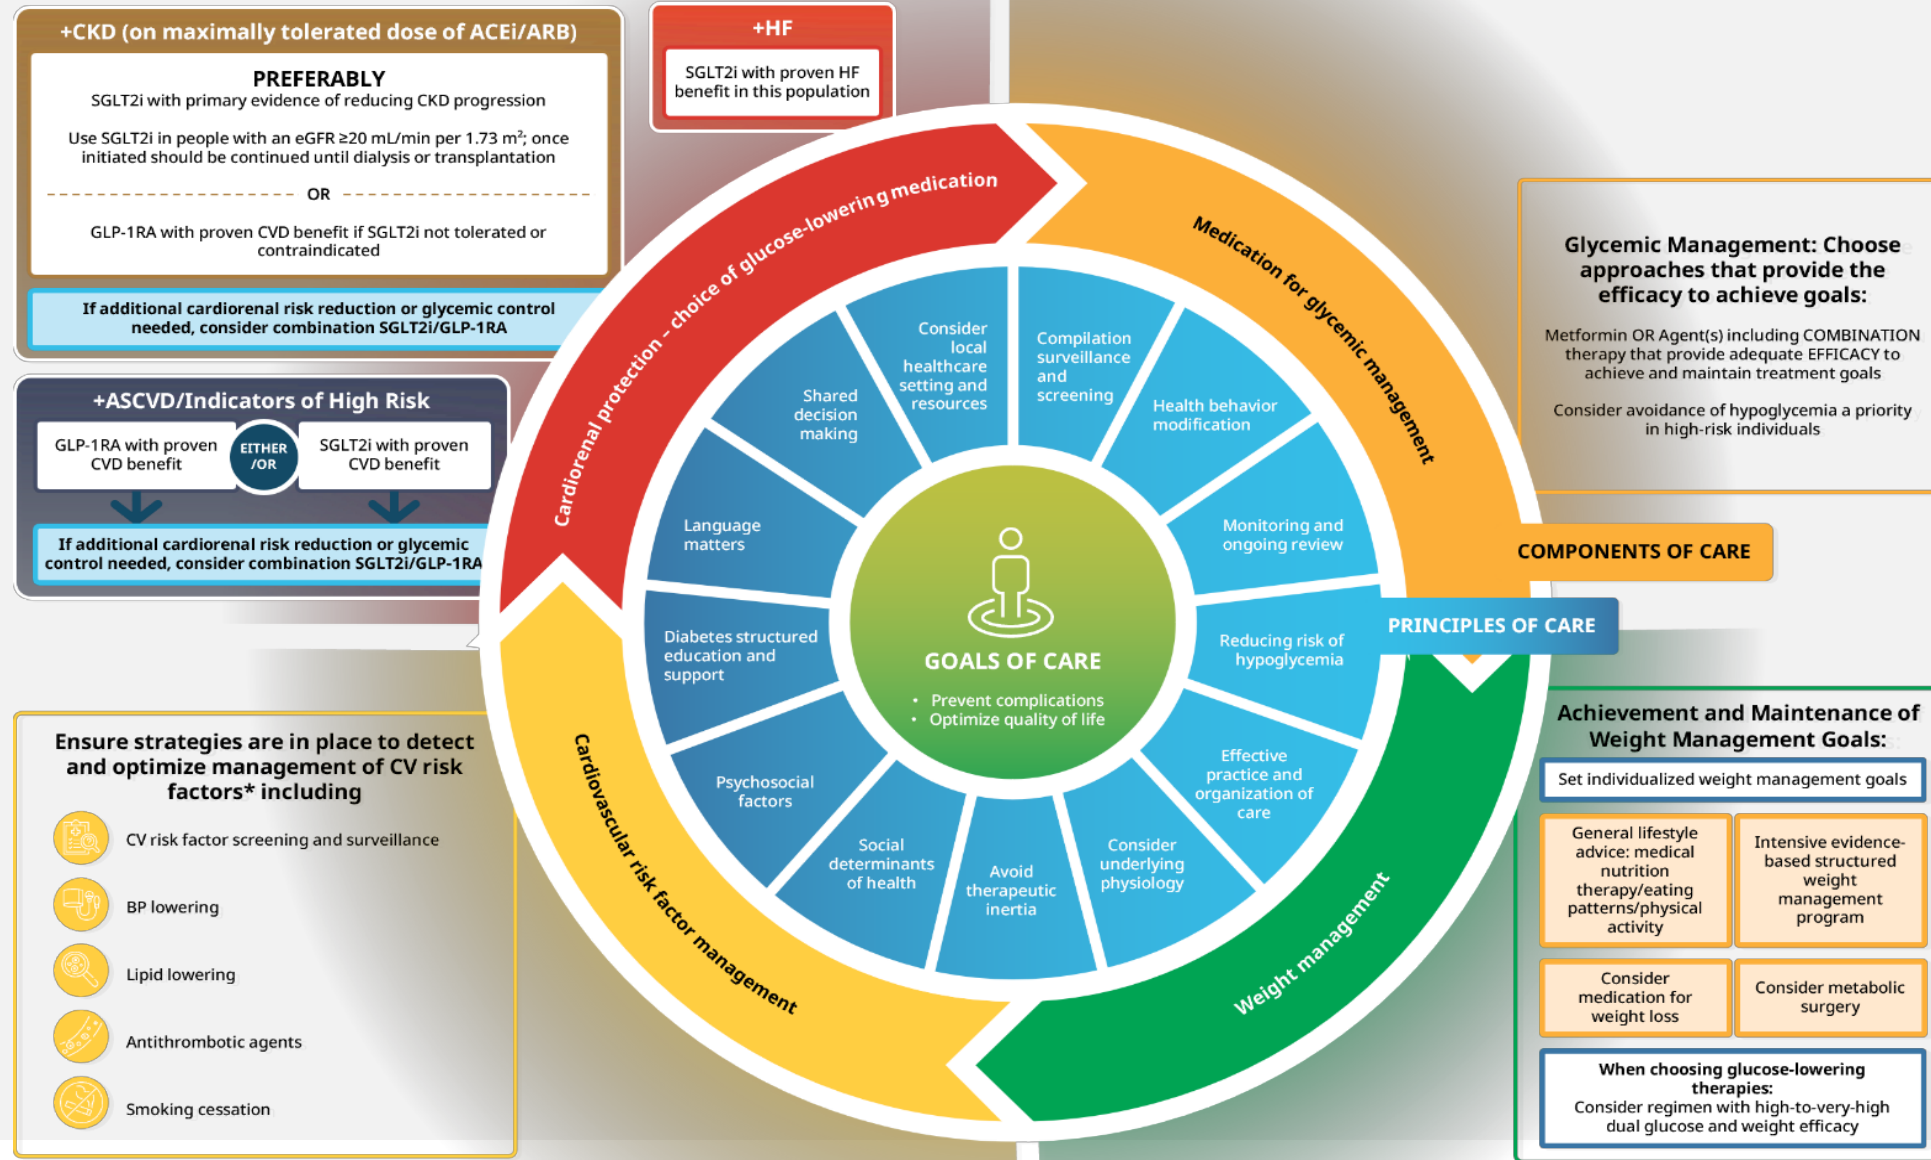 +CKD (on maximally tolerated dose of ACEi/ARB)
PREFERABLY
SGLT2i with primary evidence of reducing CKD progression
Use SGLT2i in people with an eGFR ≥20 mL/min per 1.73 m²; once
initiated should be continued until dialysis or transplantation
OR
GLP-1RA with proven CVD benefit if SGLT2i not tolerated or
contraindicated
If additional cardiorenal risk reduction or glycemic control
needed, consider combination SGLT2i/GLP-1RA
+HF
SGLT2i with proven HF
benefit in this population
+ASCVD/Indicators of High Risk
GLP-1RA with proven
CVD benefit
EITHER
/OR
SGLT2i with proven
CVD benefit
If additional cardiorenal risk reduction or glycemic
control needed, consider combination SGLT2i/GLP-1RA
Ensure strategies are in place to detect
and optimize management of CV risk
factors* including
CV risk factor screening and surveillance
BP lowering
Lipid lowering
Antithrombotic agents
Smoking cessation
Cardiorenal protection – choice of glucose-lowering medication
Medication for glycemic management
Weight management
Cardiovascular risk factor management
Consider
local
healthcare
setting and
resources
Compilation
surveillance
and
screening
Health behavior
modification
Monitoring and
ongoing review
Reducing risk of
hypoglycemia
Effective
practice and
organization of
care
Consider
underlying
physiology
Avoid
therapeutic
inertia
Social
determinants
of health
Psychosocial
factors
Diabetes structured
education and
support
Language
matters
Shared
decision
making
GOALS OF CARE
• Prevent complications
• Optimize quality of life
Glycemic Management: Choose
approaches that provide the
efficacy to achieve goals:
Metformin OR Agent(s) including COMBINATION
therapy that provide adequate EFFICACY to
achieve and maintain treatment goals
Consider avoidance of hypoglycemia a priority
in high-risk individuals
COMPONENTS OF CARE
PRINCIPLES OF CARE
Achievement and Maintenance of
Weight Management Goals:
Set individualized weight management goals
General lifestyle
advice: medical
nutrition
therapy/eating
patterns/physical
activity
Intensive evidence-
based structured
weight
management
program
Consider
medication for
weight loss
Consider metabolic
surgery
When choosing glucose-lowering
therapies:
Consider regimen with high-to-very-high
dual glucose and weight efficacy